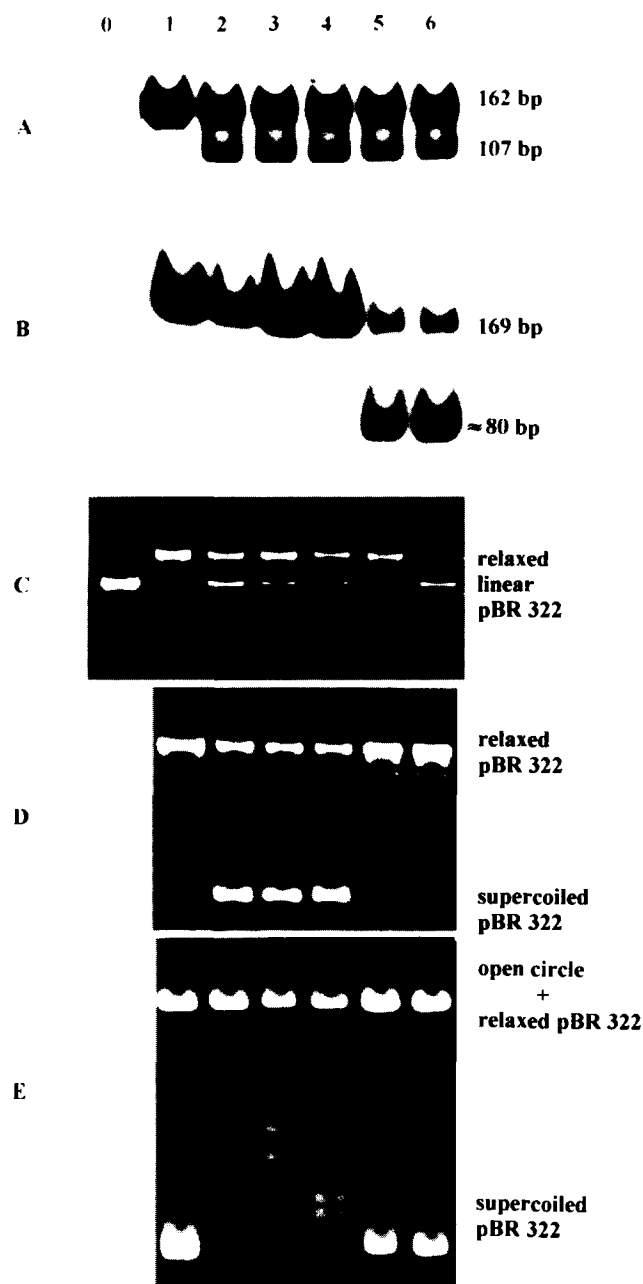 0 1 2 3 4 5 6
A
162 bp
107 bp
B
169 bp
≈ 80 bp
C
relaxed
linear
pBR 322
D
relaxed
pBR 322
supercoiled
pBR 322
E
open circle
+
relaxed pBR 322
supercoiled
pBR 322